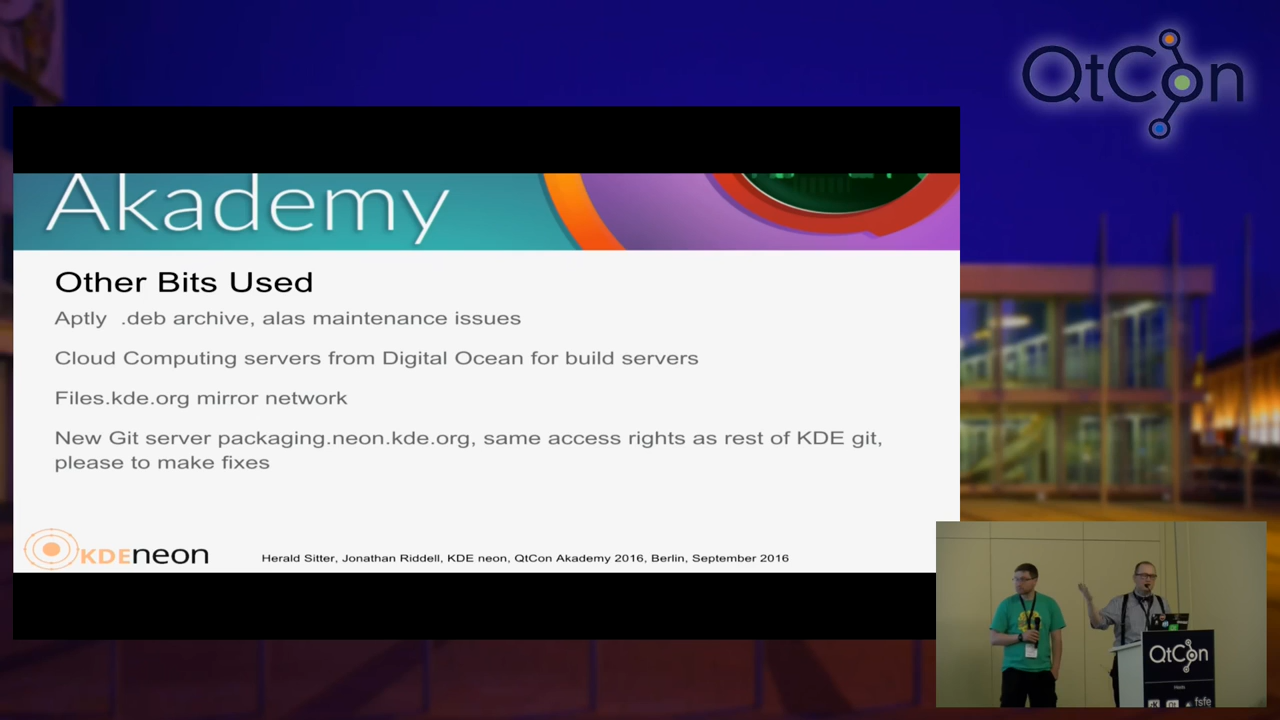 QtCon
Akademy
Other Bits Used
Aptly .deb archive, alas maintenance issues
Cloud Computing servers from Digital Ocean for build servers
Files.kde.org mirror network
New Git server packaging.neon.kde.org, same access rights as rest of KDE git,
please to make fixes
KDEneon
Herald Sitter, Jonathan Riddell, KDE neon, QtCon Akademy 2016, Berlin, September 2016
QtCon
fsfe